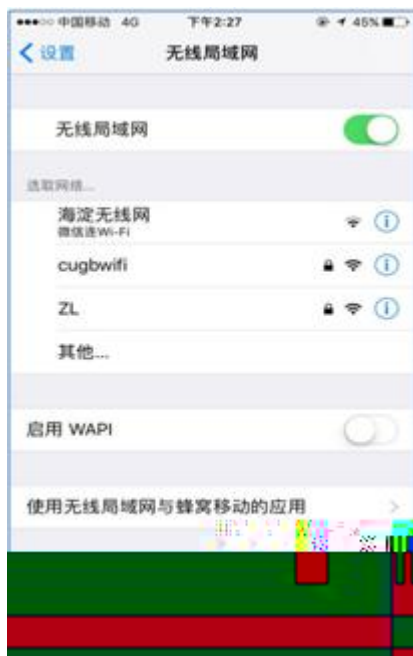 中国移动 4G 下午2:27 45%
设置 无线局域网
无线局域网
选取网络...
海淀无线网
微信连Wi-Fi
cugbwifi
ZL
其他...
启用 WAPI
使用无线局域网与蜂窝移动的应用